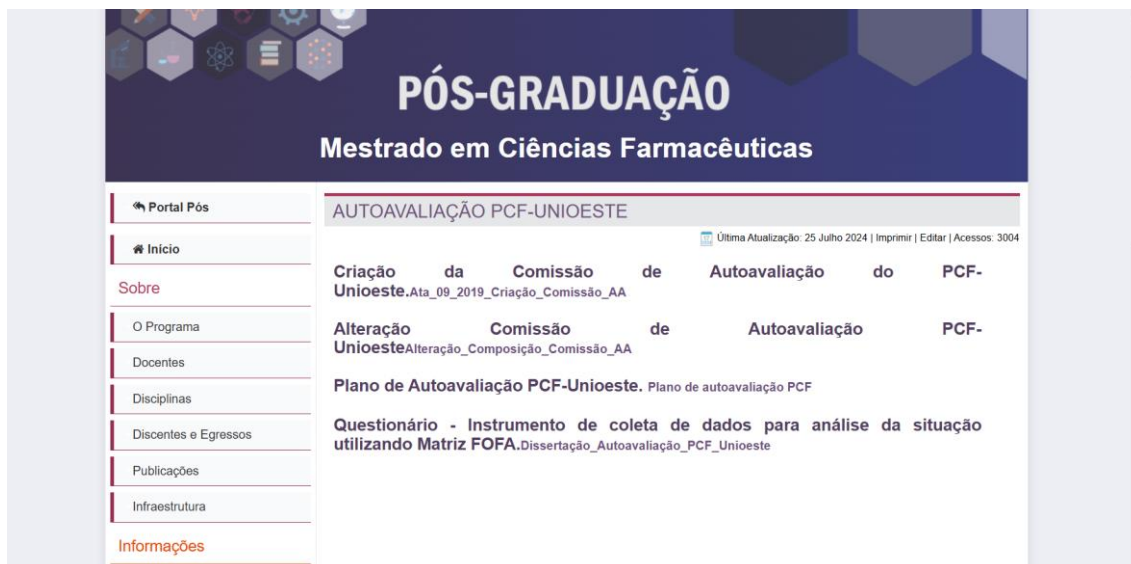 PÓS-GRADUAÇÃO
Mestrado em Ciências Farmacêuticas
Portal Pós
Início
Sobre
O Programa
Docentes
Disciplinas
Discentes e Egressos
Publicações
Infraestrutura
Informações
AUTOAVALIAÇÃO PCF-UNIOESTE
Última Atualização: 25 Julho 2024 | Imprimir | Editar | Acessos: 3004
Criação da Comissão de Autoavaliação do PCF-
Unioeste.Ata_09_2019_Criação_Comissão_AA
Alteração Comissão de Autoavaliação PCF-
UnioesteAlteração_Composição_Comissão_AA
Plano de Autoavaliação PCF-Unioeste. Plano de autoavaliação PCF
Questionário - Instrumento de coleta de dados para análise da situação
utilizando Matriz FOFA.Dissertação_Autoavaliação_PCF_Unioeste